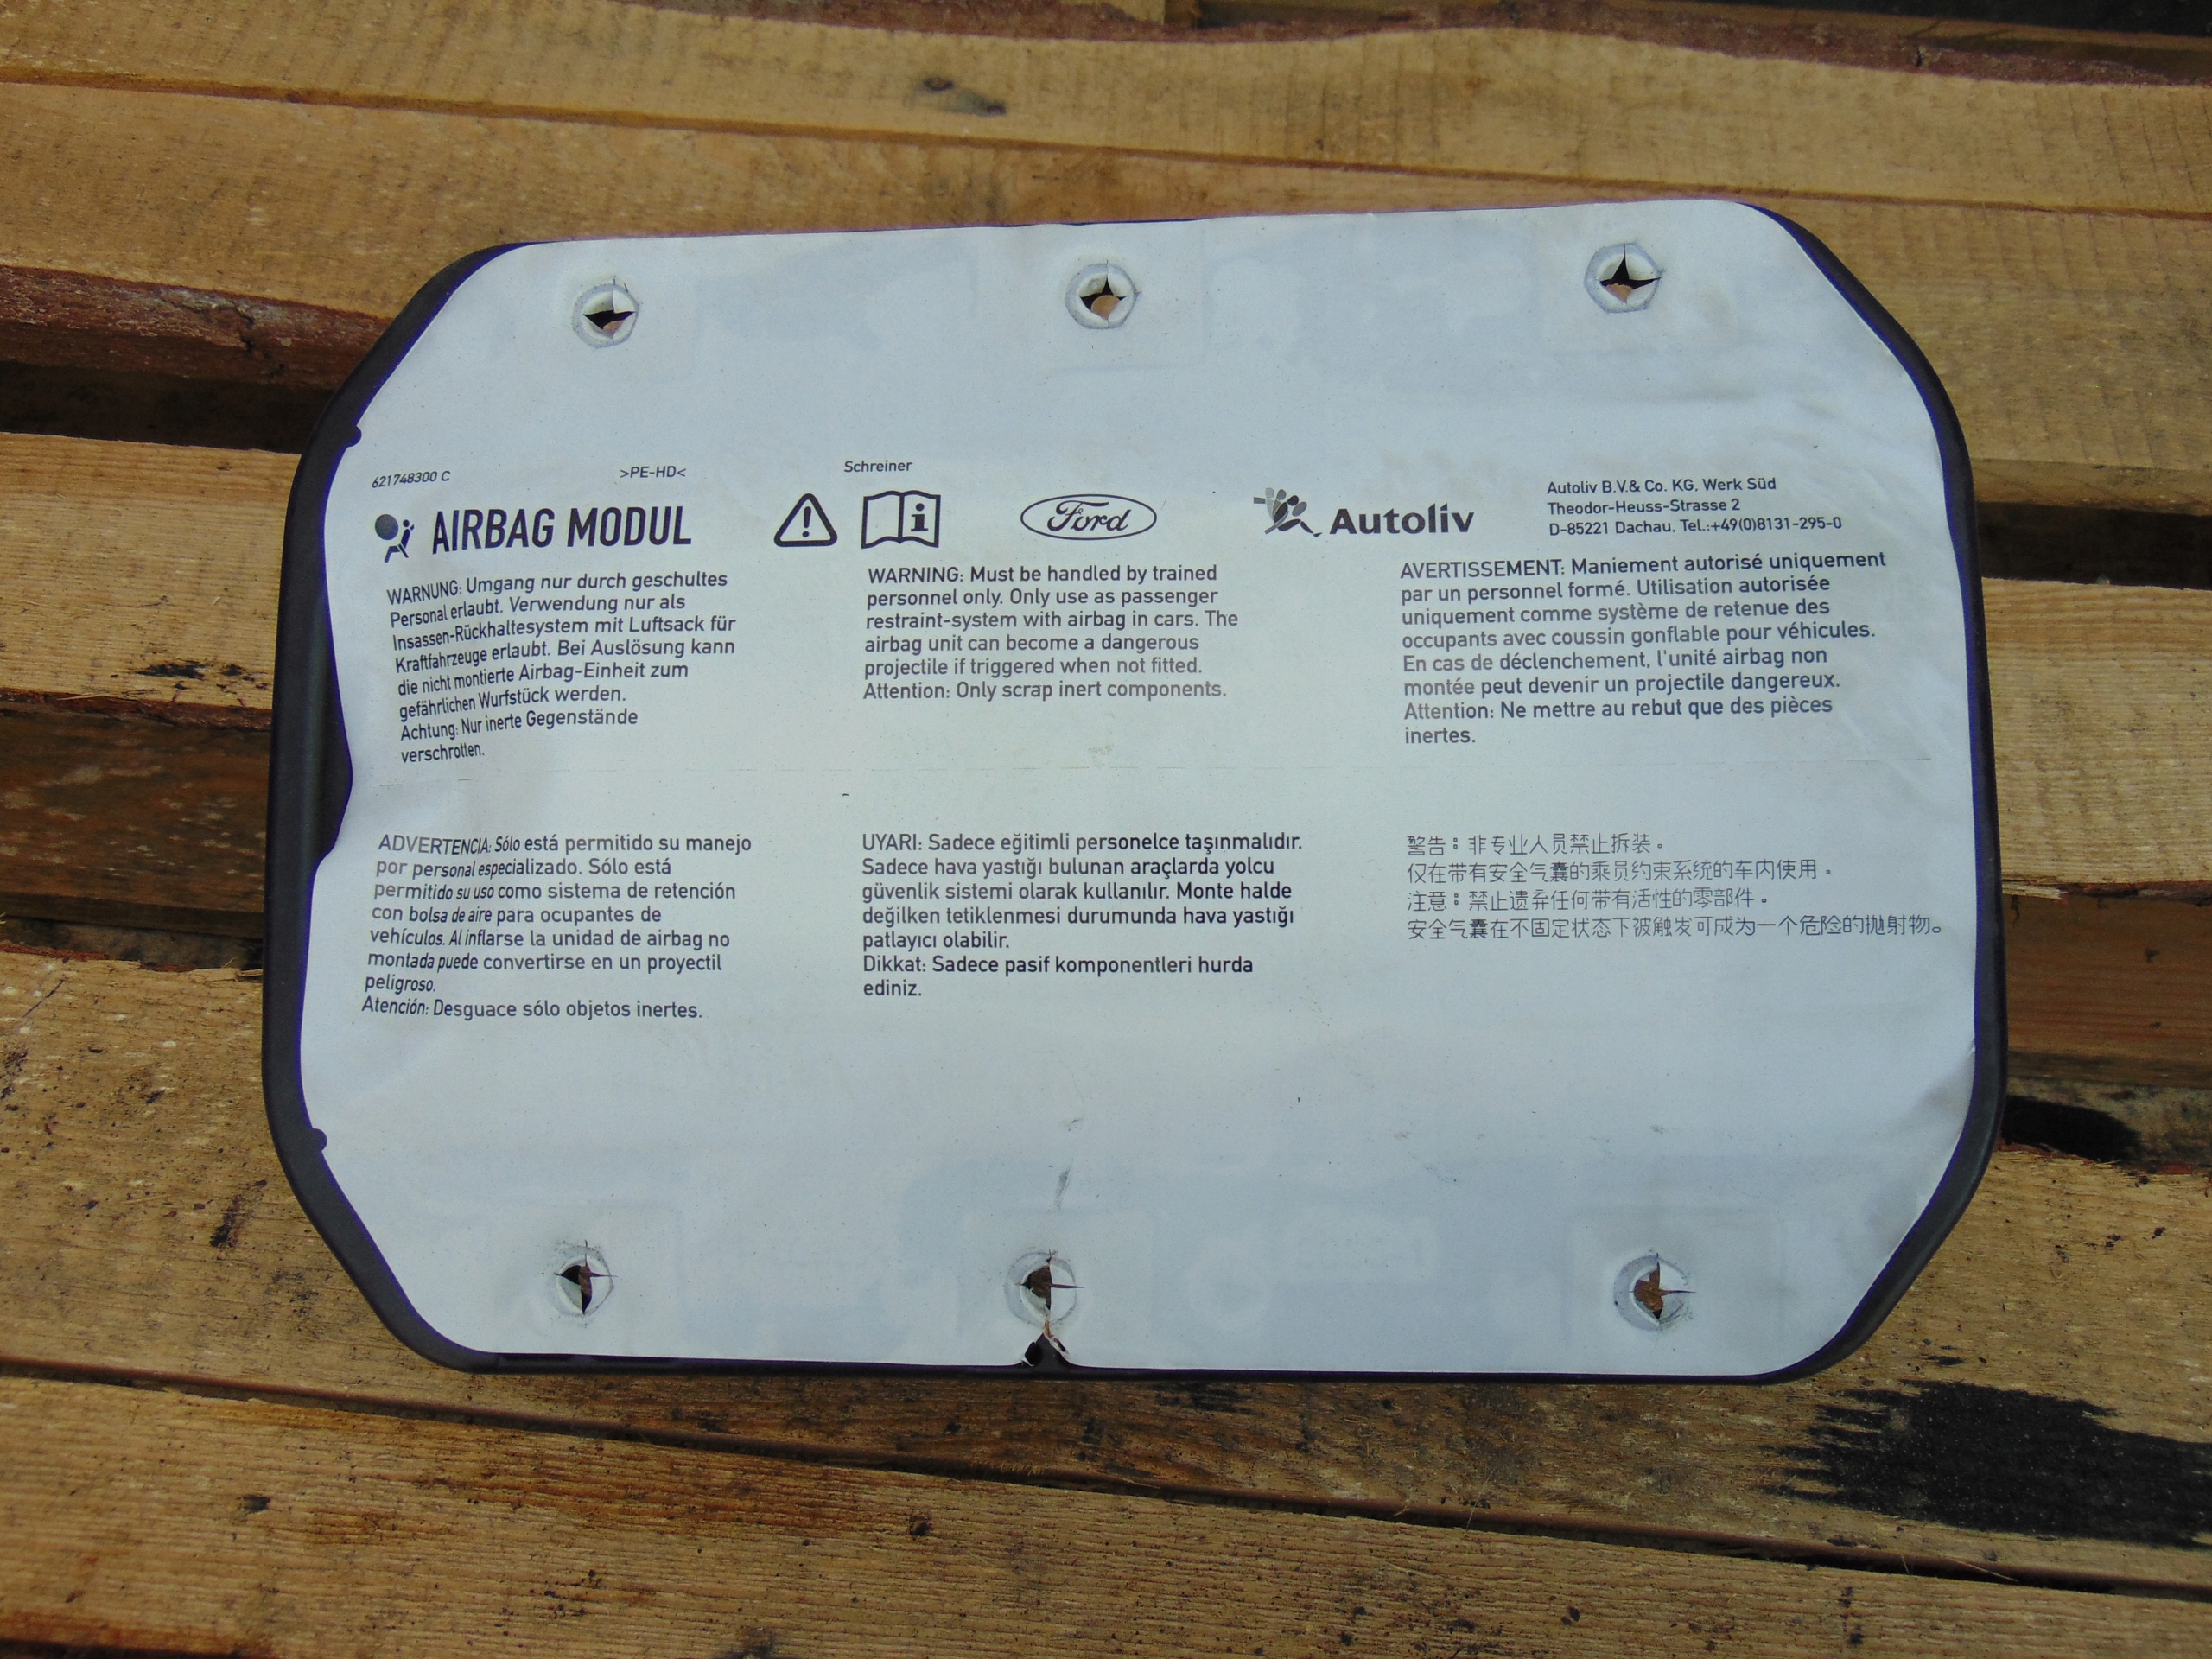 621748300 C
>PE-HD<
Schreiner
AIRBAG MODUL
Ford
Autoliv
Autoliv B.V.& Co. KG. Werk Süd
Theodor-Heuss-Strasse 2
D-85221 Dachau. Tel.:+49(0)8131-295-0
WARNUNG: Umgang nur durch geschultes
Personal erlaubt. Verwendung nur als
Insassen-Rückhaltesystem mit Luftsack für
Kraftfahrzeuge erlaubt. Bei Auslösung kann
die nicht montierte Airbag-Einheit zum
gefährlichen Wurfstück werden.
Achtung: Nur inerte Gegenstände
verschrotten.
WARNING: Must be handled by trained
personnel only. Only use as passenger
restraint-system with airbag in cars. The
airbag unit can become a dangerous
projectile if triggered when not fitted.
Attention: Only scrap inert components.
AVERTISSEMENT: Maniement autorisé uniquement
par un personnel formé. Utilisation autorisée
uniquement comme système de retenue des
occupants avec coussin gonflable pour véhicules.
En cas de déclenchement, l'unité airbag non
montée peut devenir un projectile dangereux.
Attention: Ne mettre au rebut que des pièces
inertes.
ADVERTENCIA: Sólo está permitido su manejo
por personal especializado. Sólo está
permitido su uso como sistema de retención
con bolsa de aire para ocupantes de
vehículos. Al inflarse la unidad de airbag no
montada puede convertirse en un proyectil
peligroso.
Atención: Desguace sólo objetos inertes.
UYARI: Sadece eğitimli personelce taşınmalıdır.
Sadece hava yastığı bulunan araçlarda yolcu
güvenlik sistemi olarak kullanılır. Monte halde
değilken tetiklenmesi durumunda hava yastığı
patlayıcı olabilir.
Dikkat: Sadece pasif komponentleri hurda
ediniz.
警告：非专业人员禁止拆装。
仅在带有安全气囊的乘员约束系统的车内使用。
注意：禁止遗弃任何带有活性的零部件。
安全气囊在不固定状态下被触发可成为一个危险的抛射物。